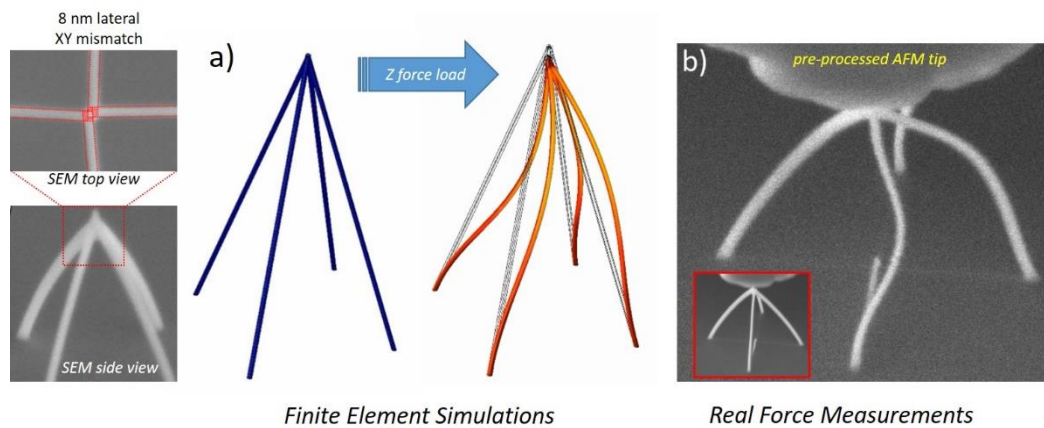 8 nm lateral
XY mismatch
SEM top view
SEM side view
a)
Z force load
b)
pre-processed AFM tip
Finite Element Simulations
Real Force Measurements